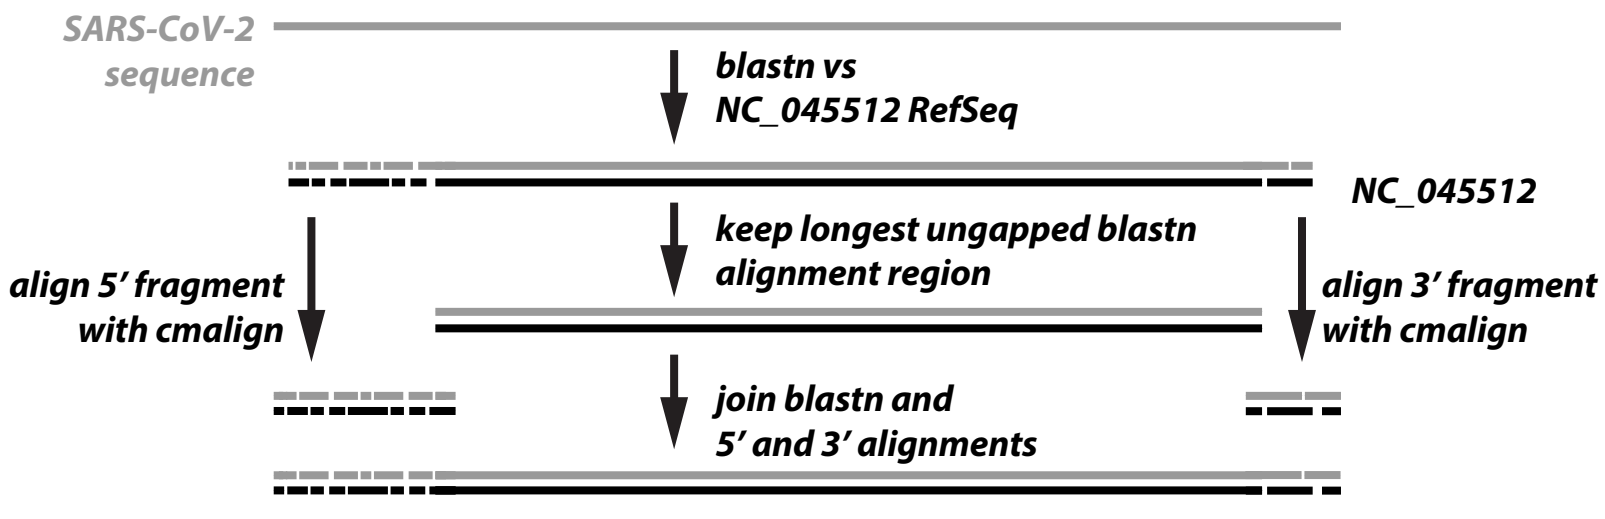 SARS-CoV-2
sequence
blastn vs
NC_045512 RefSeq
NC_045512
keep longest ungapped blastn
alignment region
align 5’ fragment
with cmalign
align 3’ fragment
with cmalign
join blastn and
5’ and 3’ alignments